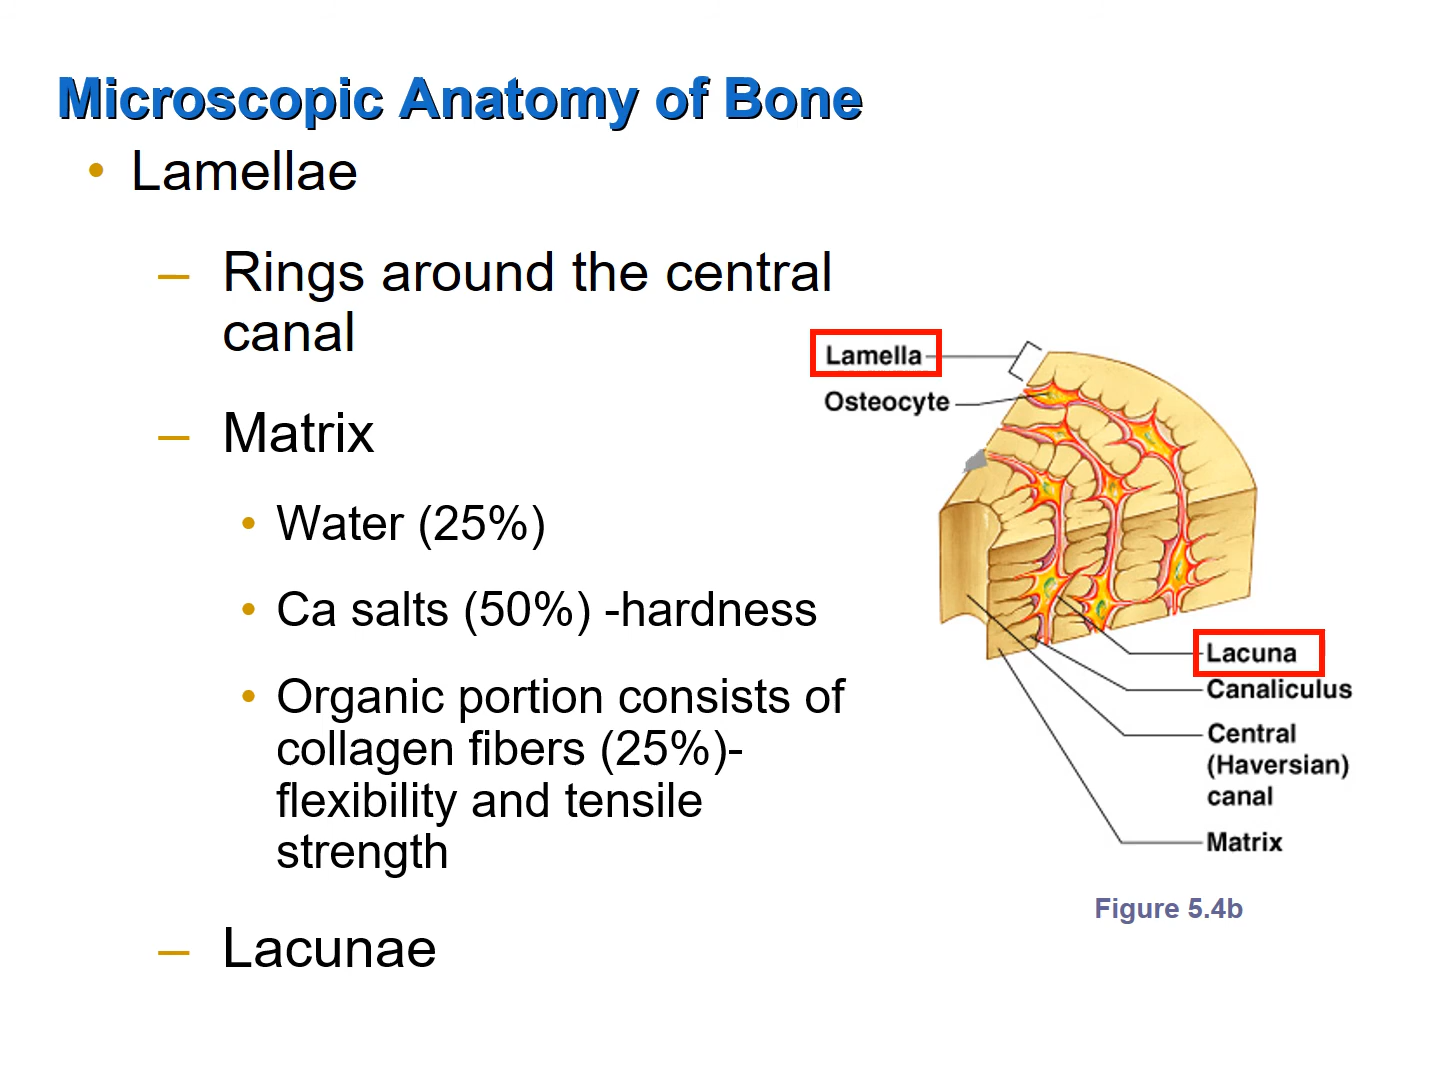 Microscopic Anatomy of Bone
• Lamellae
– Rings around the central
canal
– Matrix
• Water (25%)
• Ca salts (50%) -hardness
• Organic portion consists of
collagen fibers (25%)-
flexibility and tensile
strength
– Lacunae
Lamella
Osteocyte
Lacuna
Canaliculus
Central
(Haversian)
canal
Matrix
Figure 5.4b